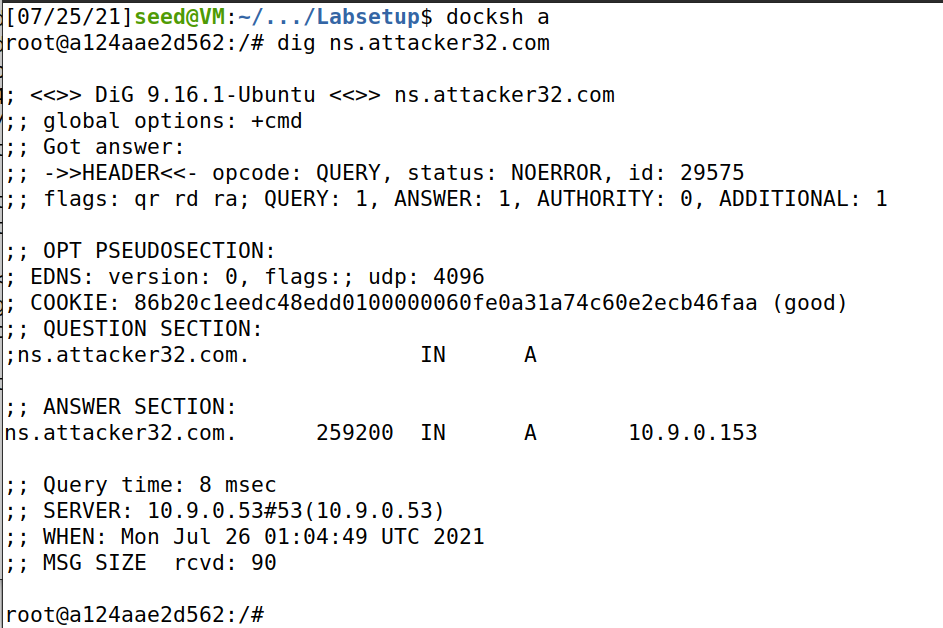 [07/25/21]seed@VM:~/.../Labsetup$ docksh a
root@a124aae2d562:/# dig ns.attacker32.com

; <<>> DiG 9.16.1-Ubuntu <<>> ns.attacker32.com
;; global options: +cmd
;; Got answer:
;; ->>HEADER<<- opcode: QUERY, status: NOERROR, id: 29575
;; flags: qr rd ra; QUERY: 1, ANSWER: 1, AUTHORITY: 0, ADDITIONAL: 1

;; OPT PSEUDOSECTION:
; EDNS: version: 0, flags:; udp: 4096
; COOKIE: 86b20c1eedc48edd0100000060fe0a31a74c60e2ecb46faa (good)
;; QUESTION SECTION:
;ns.attacker32.com.		IN	A

;; ANSWER SECTION:
ns.attacker32.com.	259200	IN	A	10.9.0.153

;; Query time: 8 msec
;; SERVER: 10.9.0.53#53(10.9.0.53)
;; WHEN: Mon Jul 26 01:04:49 UTC 2021
;; MSG SIZE  rcvd: 90

root@a124aae2d562:/#